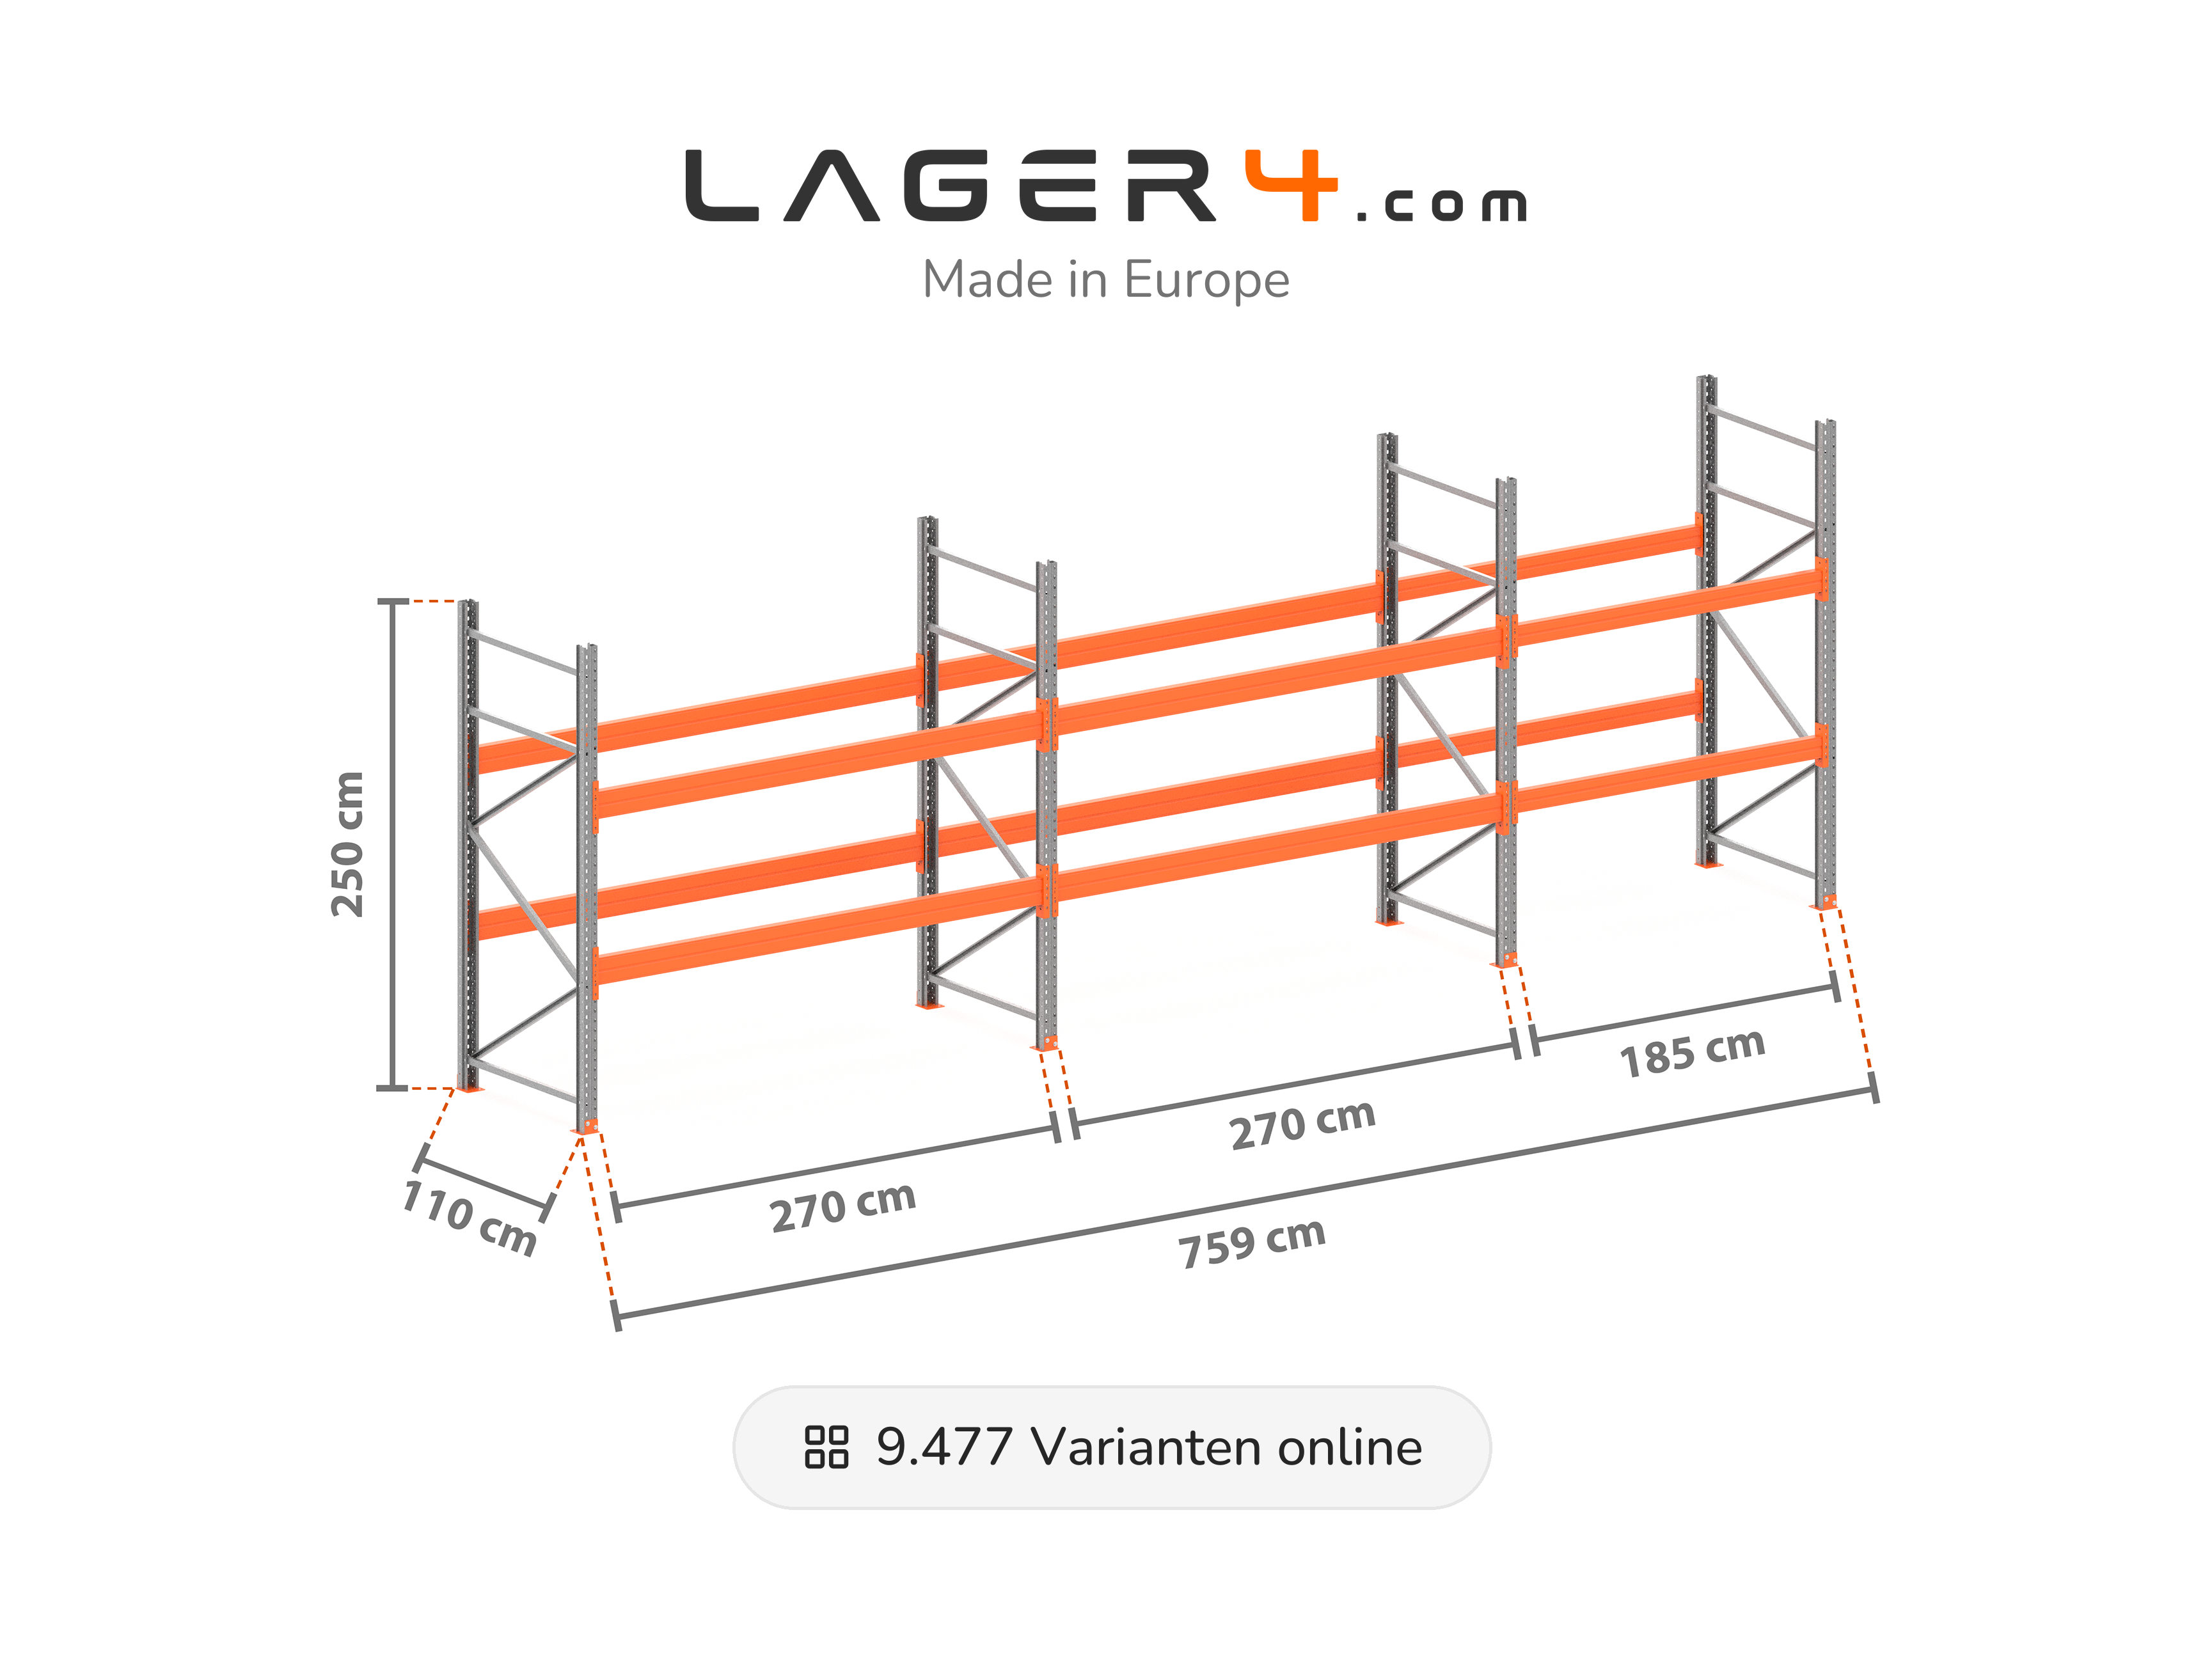 LAGER4.com
Made in Europe
250 cm
110 cm
270 cm
270 cm
185 cm
759 cm
9.477 Varianten online